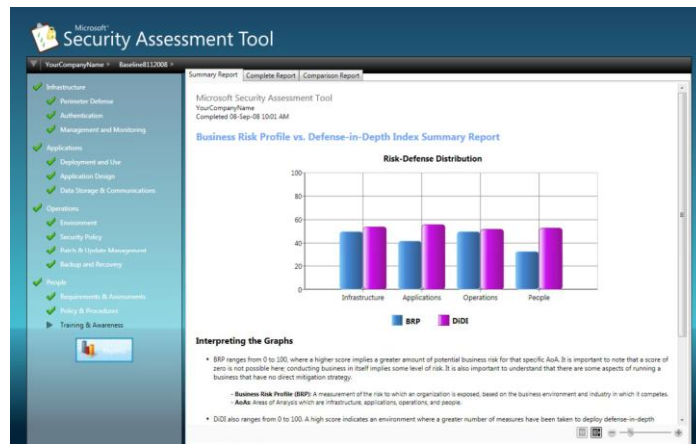 Microsoft®
Security Assessment Tool
YourCompanyName > Baseline8112008 >
Infrastructure
Perimeter Defense
Authentication
Management and Monitoring
Applications
Deployment and Use
Application Design
Data Storage & Communications
Operations
Environment
Security Policy
Patch & Update Management
Backup and Recovery
People
Requirements & Assessments
Policy & Procedures
Training & Awareness
Summary Report
Complete Report
Comparison Report
Microsoft Security Assessment Tool
YourCompanyName
Completed 08-Sep-08 10:01 AM
Business Risk Profile vs. Defense-in-Depth Index Summary Report
Risk-Defense Distribution
100
80
60
40
20
0
Infrastructure Applications Operations People
BRP DiDI
Interpreting the Graphs
• BRP ranges from 0 to 100, where a higher score implies a greater amount of potential business risk for that specific AoA. It is important to note that a score of
zero is not possible here; conducting business in itself implies some level of risk. It is also important to understand that there are some aspects of running a
business that have no direct mitigation strategy.
- Business Risk Profile (BRP): A measurement of the risk to which an organization is exposed, based on the business environment and industry in which it competes.
- AoAs: Areas of Analysis which are infrastructure, applications, operations, and people.
• DiDI also ranges from 0 to 100. A high score indicates an environment where a greater number of measures have been taken to deploy defense-in-depth